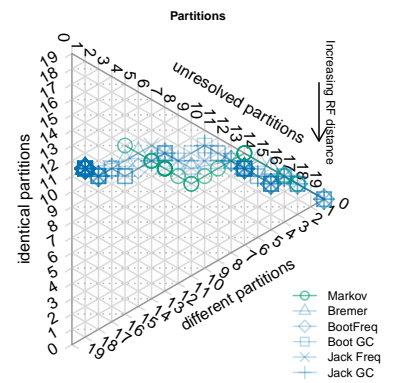 Partitions
0 1 2 3 4 5 6 7 8 9 10 11 12 13 14 15 16 17 18 19
unresolved partitions
Increasing RF distance
19 18 17 16 15 14 13 12 11 10 9 8 7 6 5 4 3 2 1 0
identical partitions
0 1 2 3 4 5 6 7 8 9 10 11 12 13 14 15 16 17 18 19
different partitions
Markov
Bremer
BootFreq
Boot GC
Jack Freq
Jack GC